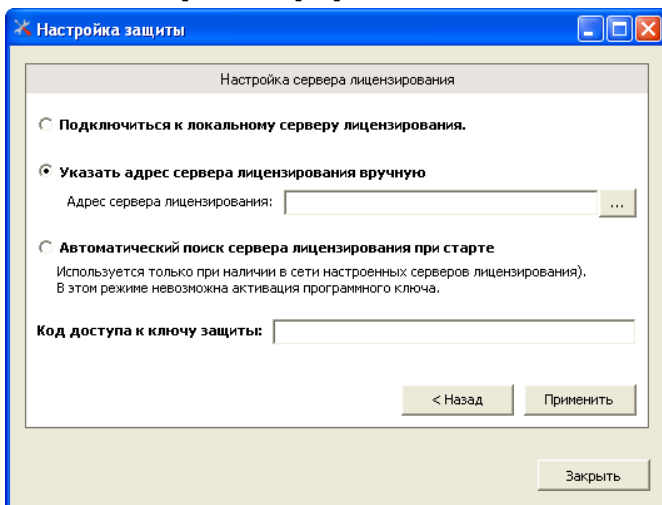 Настройка защиты
Настройка сервера лицензирования
Подключиться к локальному серверу лицензирования.
Указать адрес сервера лицензирования вручную
Адрес сервера лицензирования:
...
Автоматический поиск сервера лицензирования при старте
Используется только при наличии в сети настроенных серверов лицензирования).
В этом режиме невозможна активация программного ключа.
Код доступа к ключу защиты:
< Назад
Применить
Закрыть